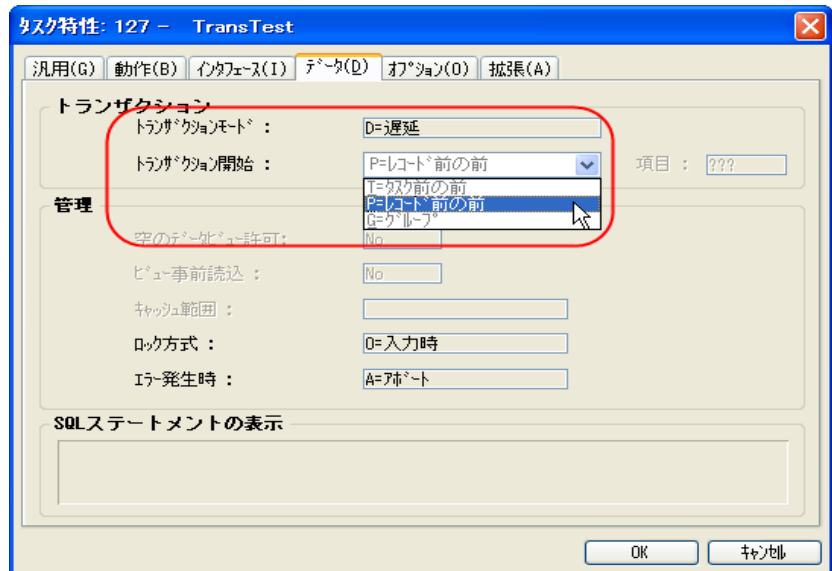 ﾀｽｸ特性: 127 - TransTest
汎用(G) 動作(B) ｲﾝﾀﾌｪｰｽ(I) ﾃﾞｰﾀ(D) ｵﾌﾟｼｮﾝ(O) 拡張(A)
トランザクション
ﾄﾗﾝｻﾞｸｼｮﾝﾓｰﾄﾞ : D=遅延
ﾄﾗﾝｻﾞｸｼｮﾝ開始 : P=ﾚｺｰﾄﾞ前の前 項目 : ???
T=ﾀｽｸ前の前
P=ﾚｺｰﾄﾞ前の前
G=ｸﾞﾙｰﾌﾟ
管理
空のﾃﾞｰﾀﾋﾞｭｰ許可: No
ﾋﾞｭｰ事前読込 : No
ｷｬｯｼｭ範囲 :
ﾛｯｸ方式 : O=入力時
ｴﾗｰ発生時 : A=ｱﾎﾞｰﾄ
SQLステートメントの表示
OK ｷｬﾝｾﾙ